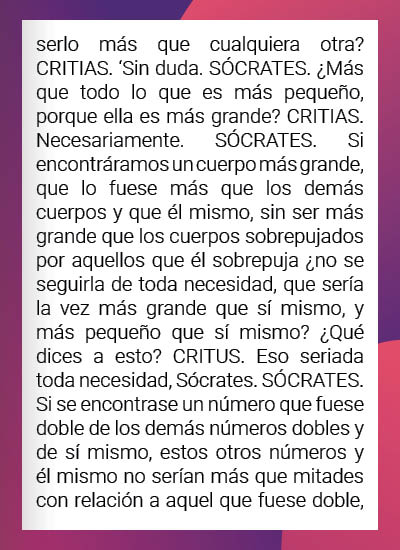 serlo más que cualquiera otra?
CRITIAS. ‘Sin duda. SÓCRATES. ¿Más
que todo lo que es más pequeño,
porque ella es más grande? CRITIAS.
Necesariamente. SÓCRATES. Si
encontráramos un cuerpo más grande,
que lo fuese más que los demás
cuerpos y que él mismo, sin ser más
grande que los cuerpos sobrepujados
por aquellos que él sobrepuja ¿no se
seguirla de toda necesidad, que sería
la vez más grande que sí mismo, y
más pequeño que sí mismo? ¿Qué
dices a esto? CRITUS. Eso seriada
toda necesidad, Sócrates. SÓCRATES.
Si se encontrase un número que fuese
doble de los demás números dobles y
de sí mismo, estos otros números y
él mismo no serían más que mitades
con relación a aquel que fuese doble,